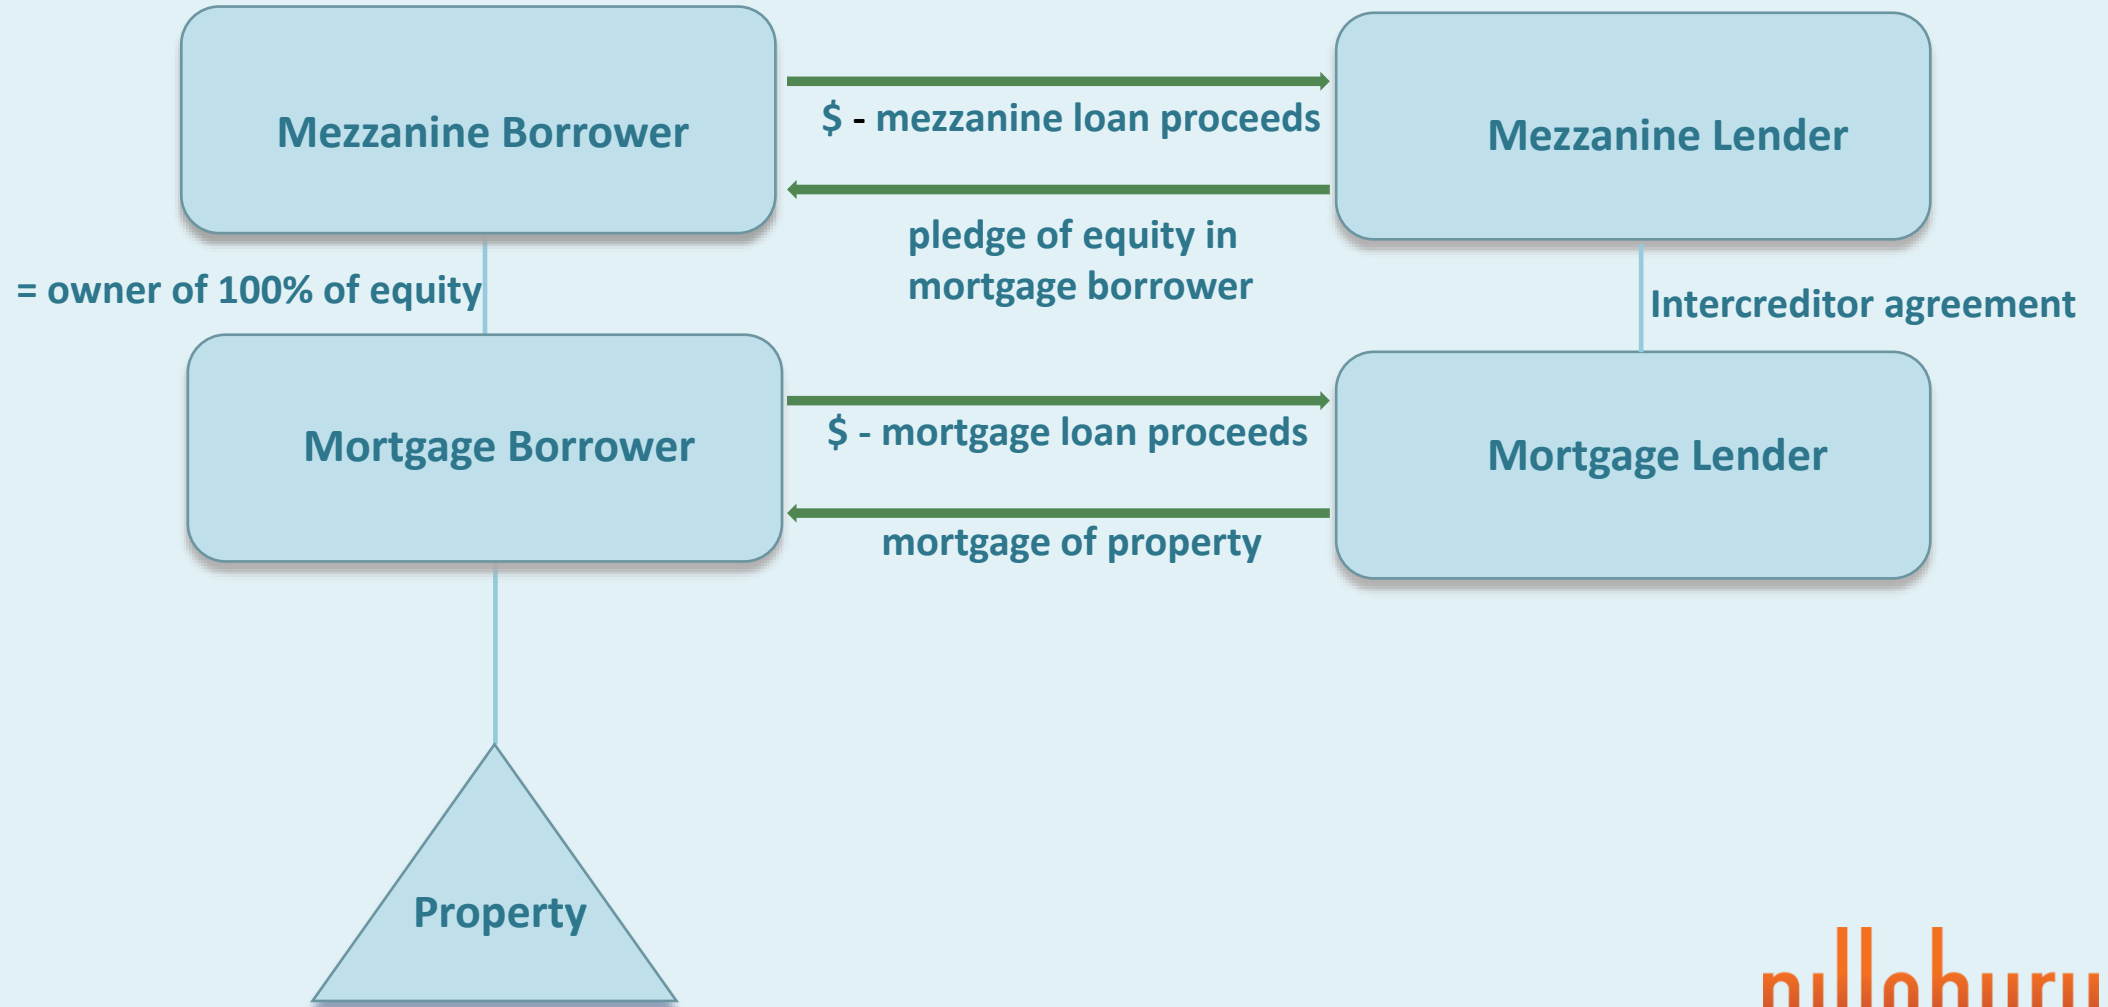 Mezzanine Borrower
$ - mezzanine loan proceeds
Mezzanine Lender
pledge of equity in
mortgage borrower
= owner of 100% of equity
Intercreditor agreement
Mortgage Borrower
$ - mortgage loan proceeds
Mortgage Lender
mortgage of property
Property